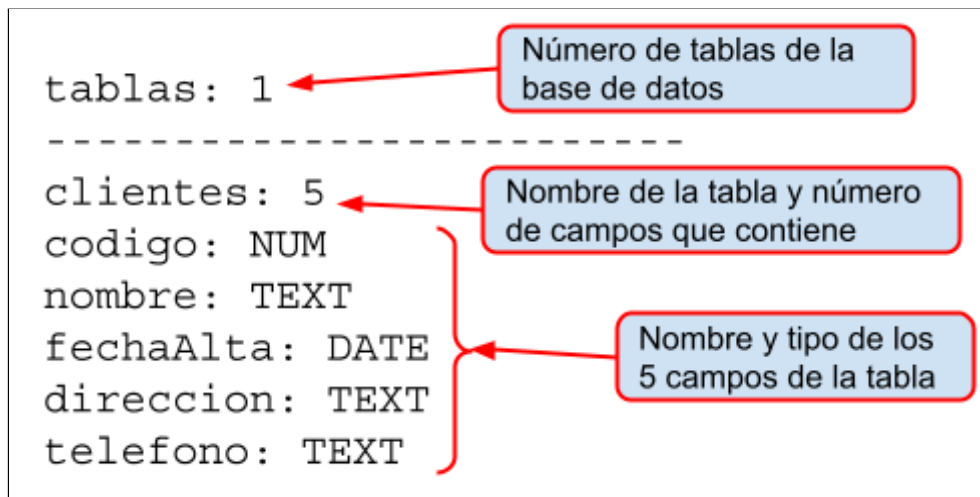 tablas: 1
Número de tablas de la
base de datos
--------------------------
clientes: 5
Nombre de la tabla y número
de campos que contiene
codigo: NUM
nombre: TEXT
fechaAlta: DATE
direccion: TEXT
telefono: TEXT
Nombre y tipo de los
5 campos de la tabla